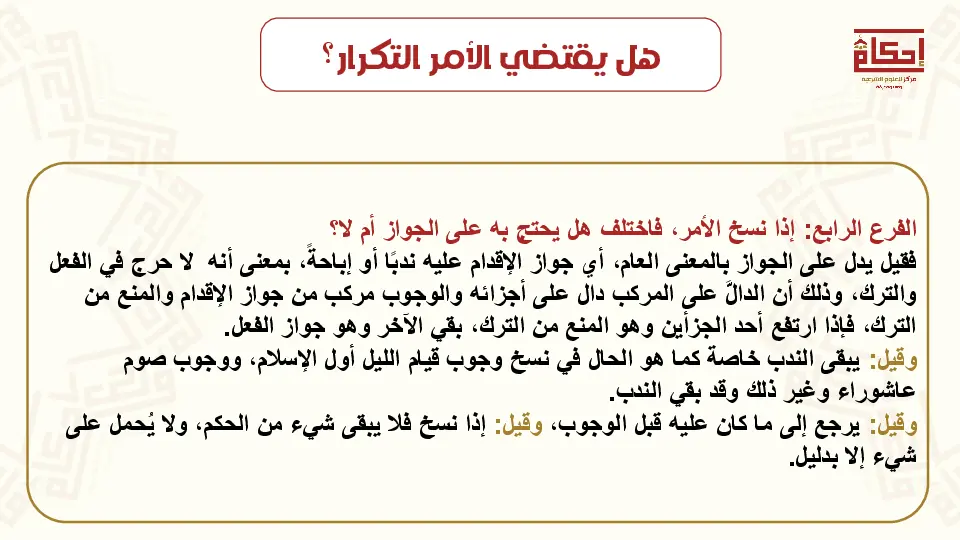 هل يقتضي الأمر التكرار؟
إحكام
مركز للعلوم الشرعية
الفرع الرابع: إذا نسخ الأمر، فاختلف هل يحتج به على الجواز أم لا؟
فقيل يدل على الجواز بالمعنى العام، أي جواز الإقدام عليه ندبًا أو إباحةً، بمعنى أنه لا حرج في الفعل
والترك، وذلك أن الدالَّ على المركب دال على أجزائه والوجوب مركب من جواز الإقدام والمنع من
الترك، فإذا ارتفع أحد الجزأين وهو المنع من الترك، بقي الآخر وهو جواز الفعل.
وقيل: يبقى الندب خاصة كما هو الحال في نسخ وجوب قيام الليل أول الإسلام، ووجوب صوم
عاشوراء وغير ذلك وقد بقي الندب.
وقيل: يرجع إلى ما كان عليه قبل الوجوب، وقيل: إذا نسخ فلا يبقى شيء من الحكم، ولا يُحمل على
شيء إلا بدليل.